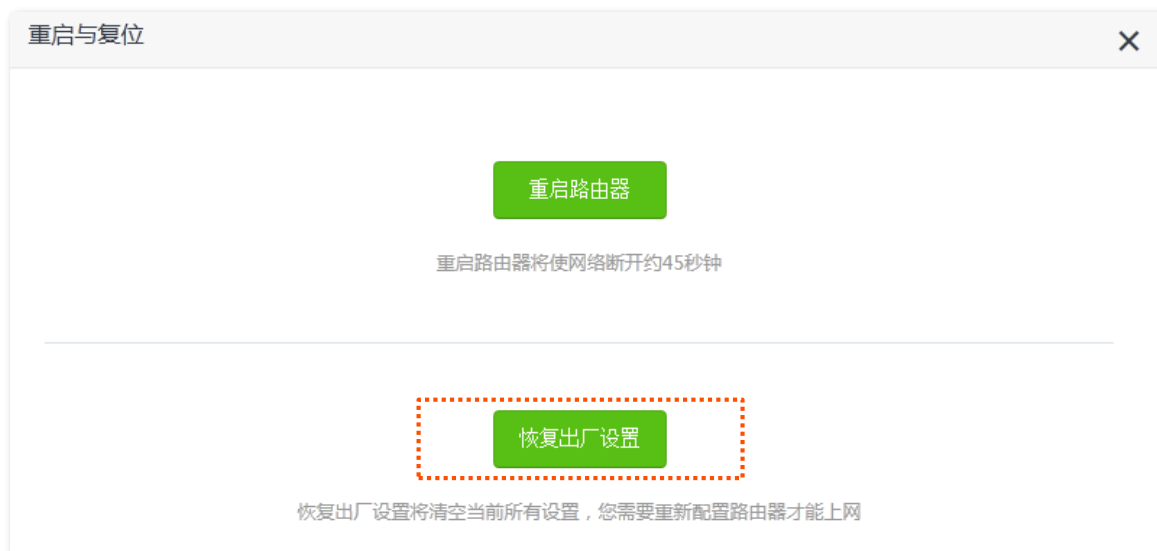 重启与复位
重启路由器
重启路由器将使网络断开约45秒钟
恢复出厂设置
恢复出厂设置将清空当前所有设置，您需要重新配置路由器才能上网